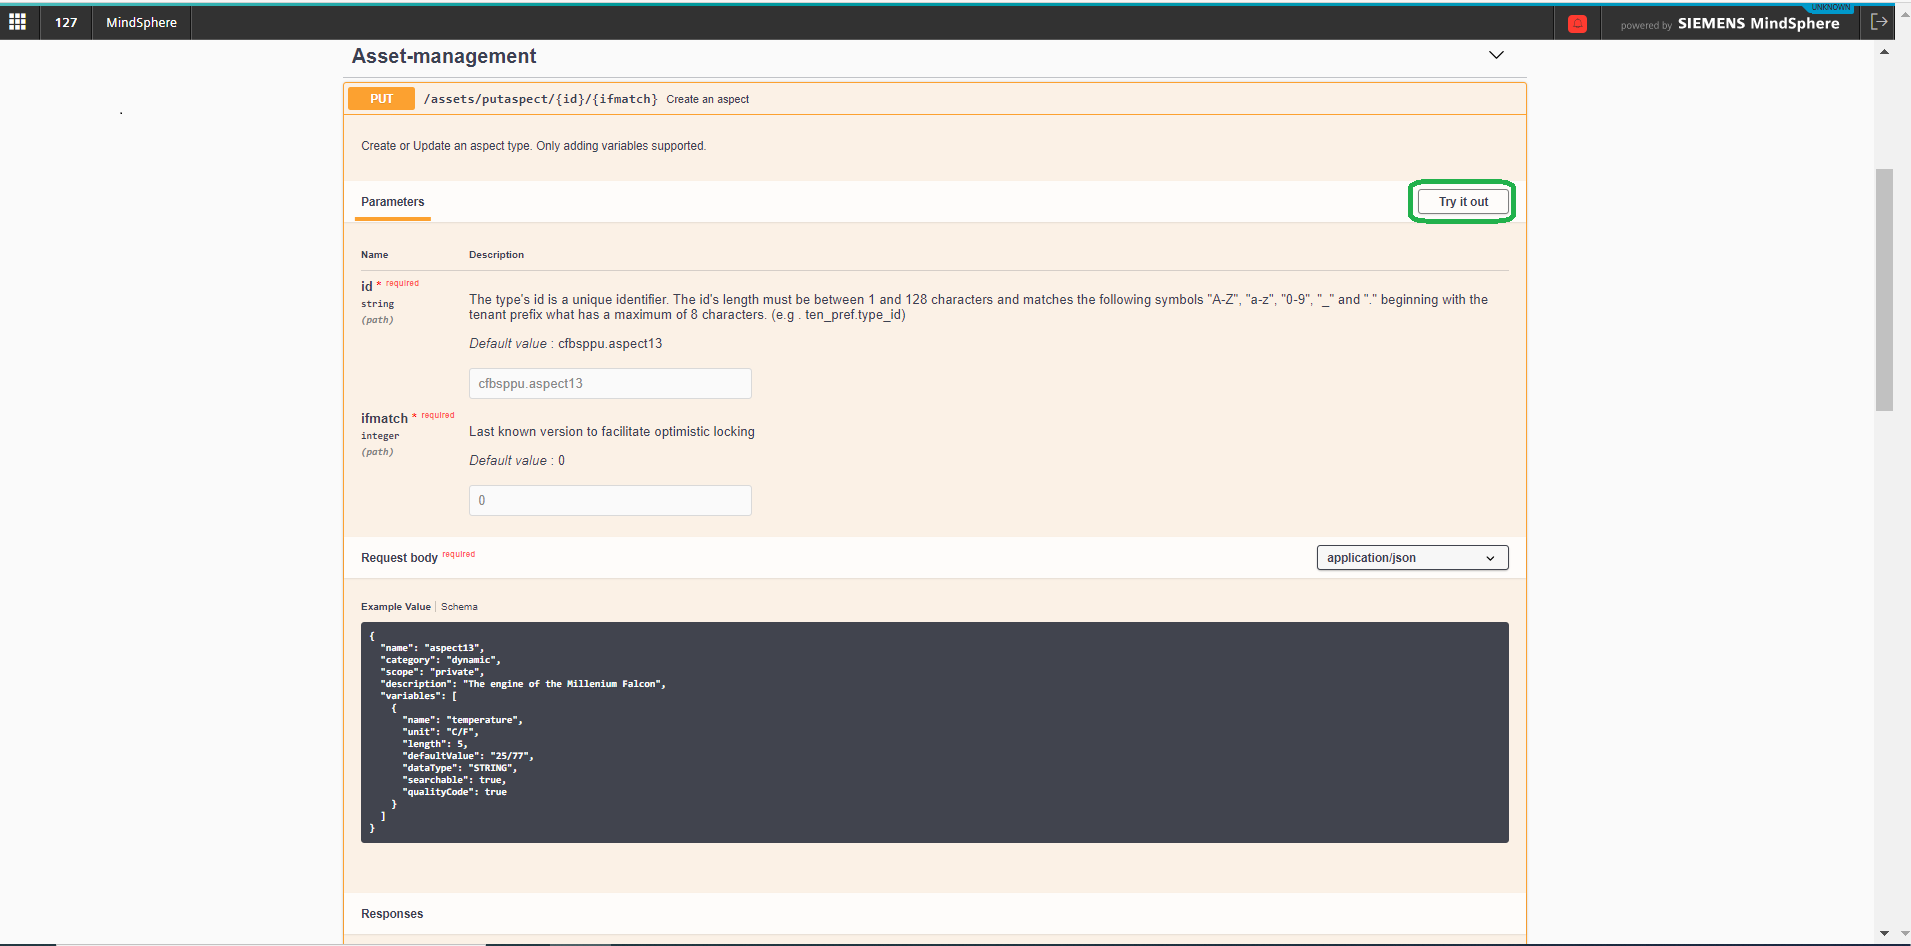 127 MindSphere
UNKNOWN
powered by SIEMENS MindSphere
Asset-management
PUT /assets/putaspect/{id}/{ifmatch} Create an aspect
Create or Update an aspect type. Only adding variables supported.
Parameters
Try it out
Name Description
id * required
string
(path)
The type's id is a unique identifier. The id's length must be between 1 and 128 characters and matches the following symbols "A-Z", "a-z", "0-9", "_" and "." beginning with the
tenant prefix what has a maximum of 8 characters. (e.g . ten_pref.type_id)
Default value : cfbsppu.aspect13
cfbsppu.aspect13
ifmatch * required
integer
(path)
Last known version to facilitate optimistic locking
Default value : 0
0
Request body required
application/json
Example Value Schema
{
"name": "aspect13",
"category": "dynamic",
"scope": "private",
"description": "The engine of the Millenium Falcon",
"variables": [
{
"name": "temperature",
"unit": "C/F",
"length": 5,
"defaultValue": "25/77",
"dataType": "STRING",
"searchable": true,
"qualityCode": true
}
]
}
Responses